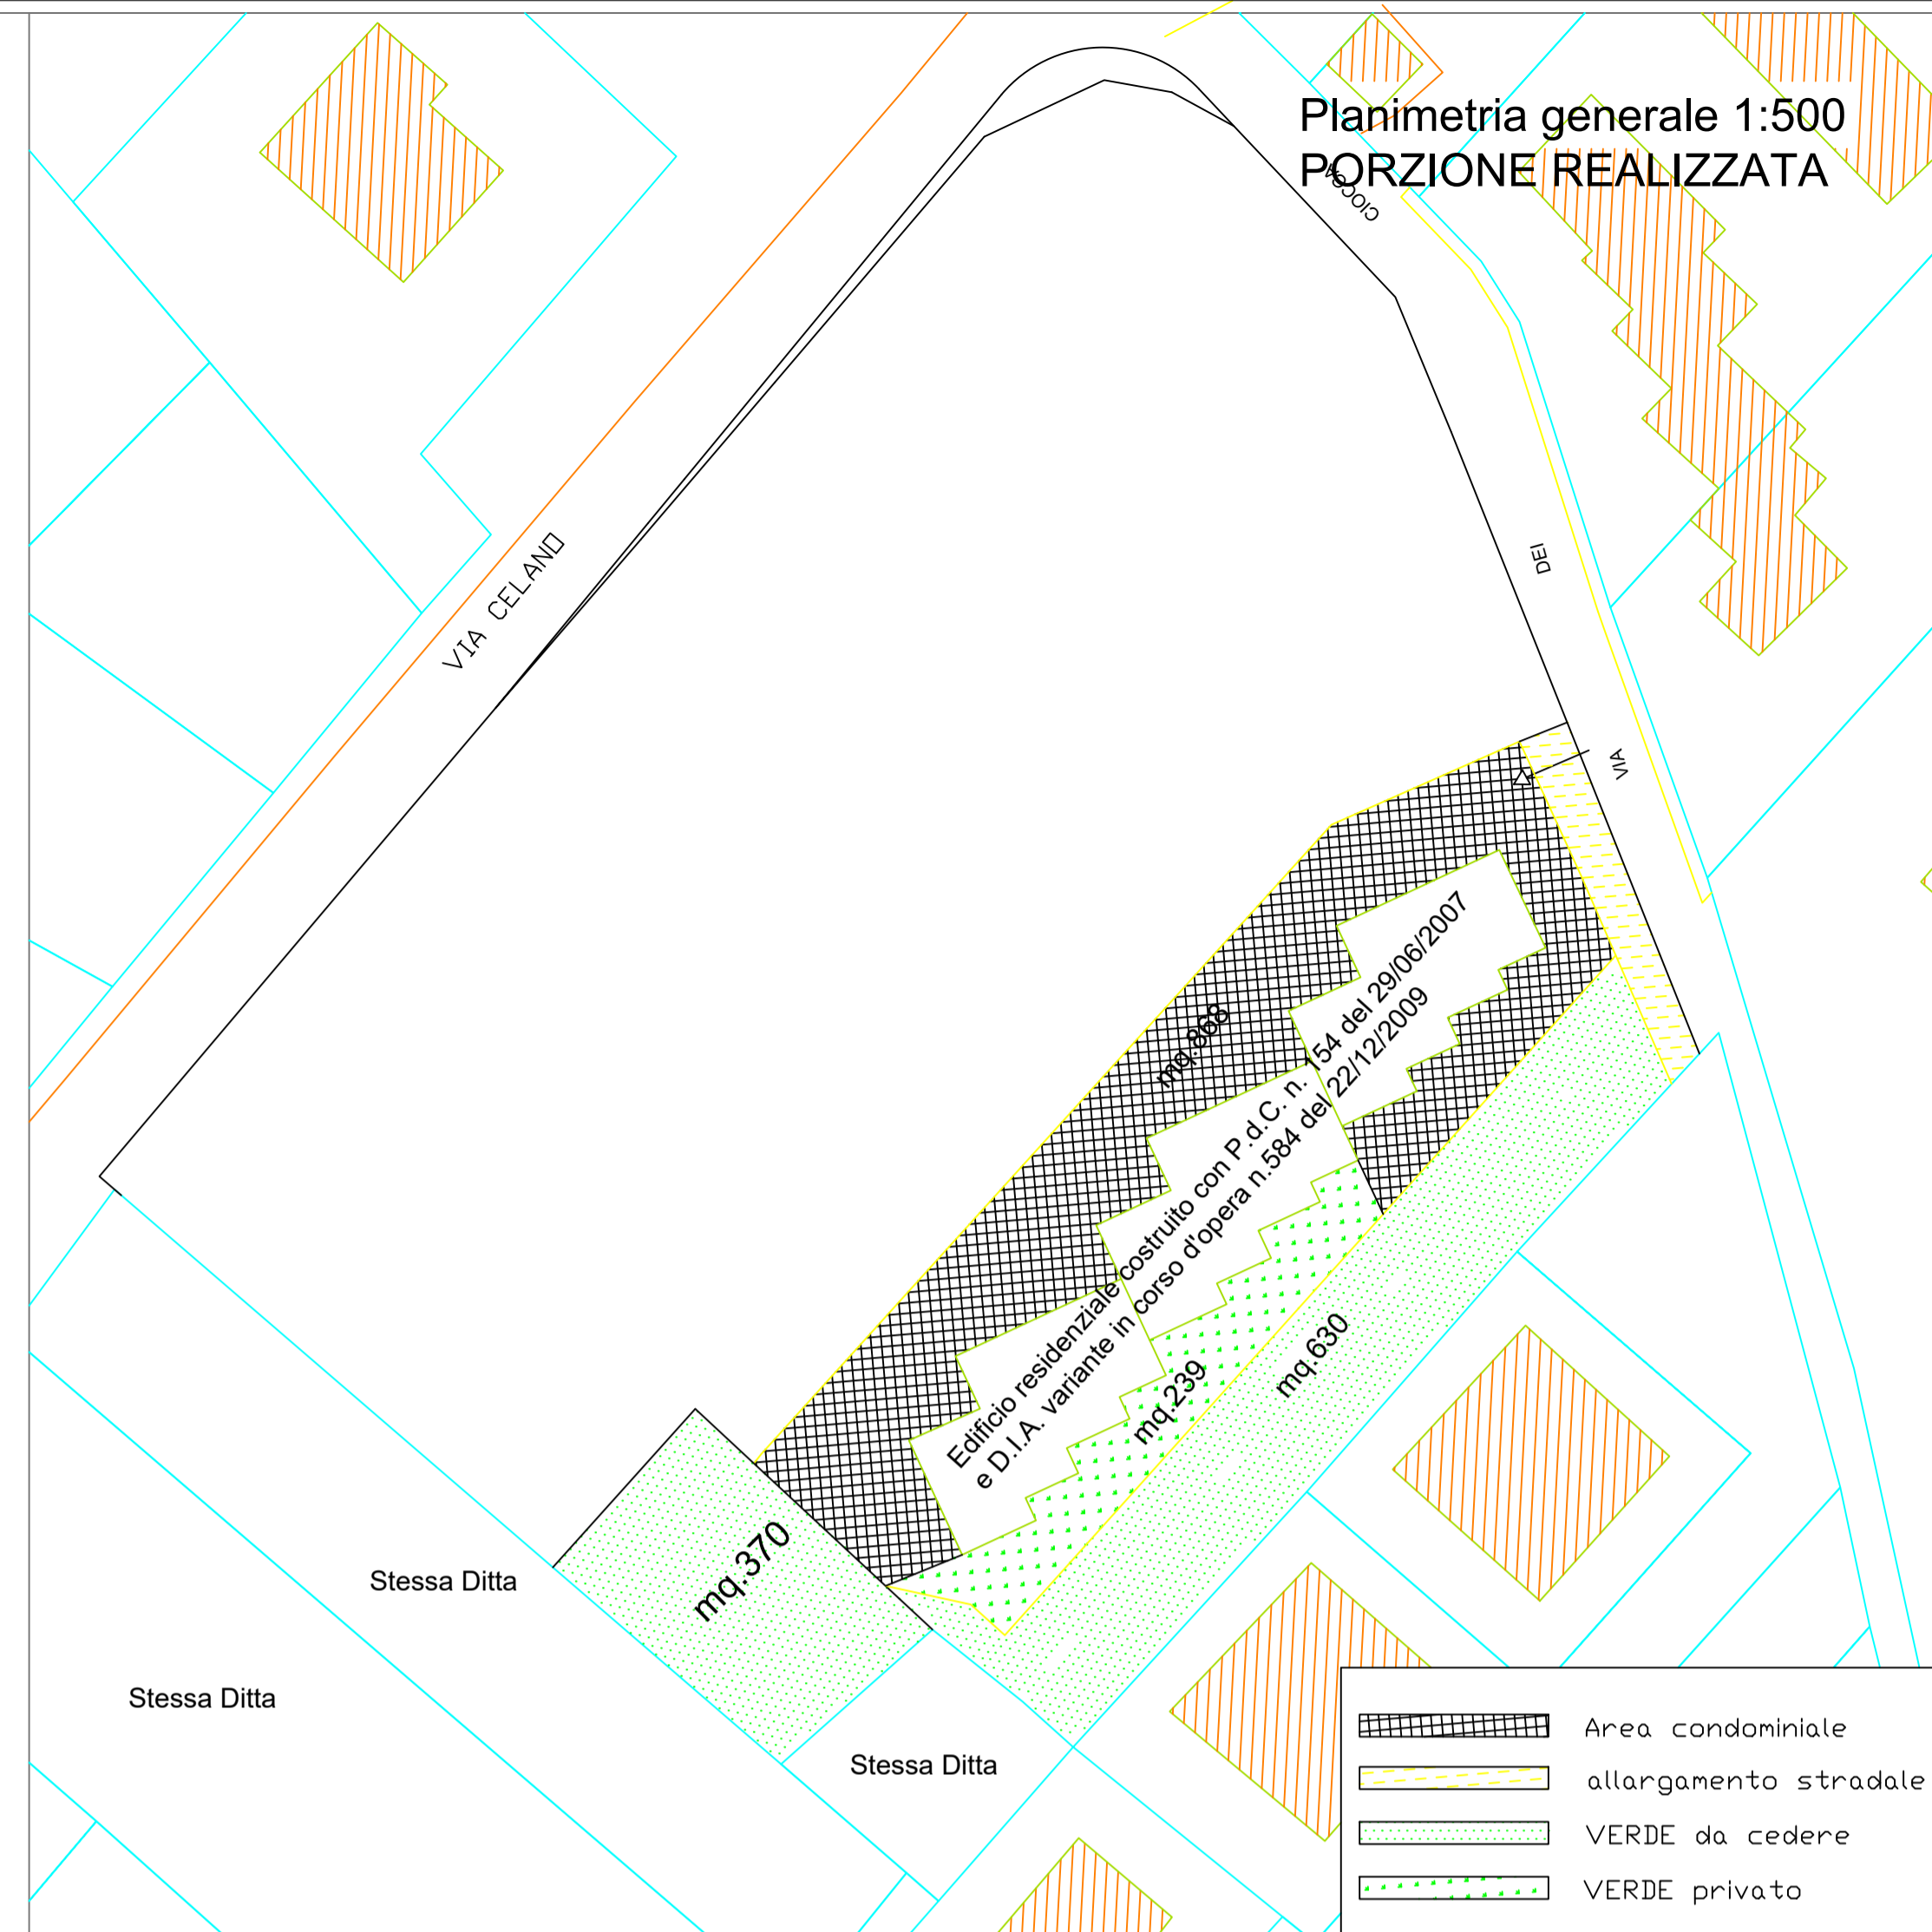 Planimetria generale 1:500
PORZIONE REALIZZATA
CIOCCA
DEI
VIA
VIA CELANO
mq.868
Edificio residenziale costruito con P.d.C. n. 154 del 29/06/2007
e D.I.A. variante in corso d'opera n.584 del 22/12/2009
mq.239
mq.630
mq.370
Stessa Ditta
Stessa Ditta
Stessa Ditta
Area condominiale
allargamento stradale
VERDE da cedere
VERDE privato